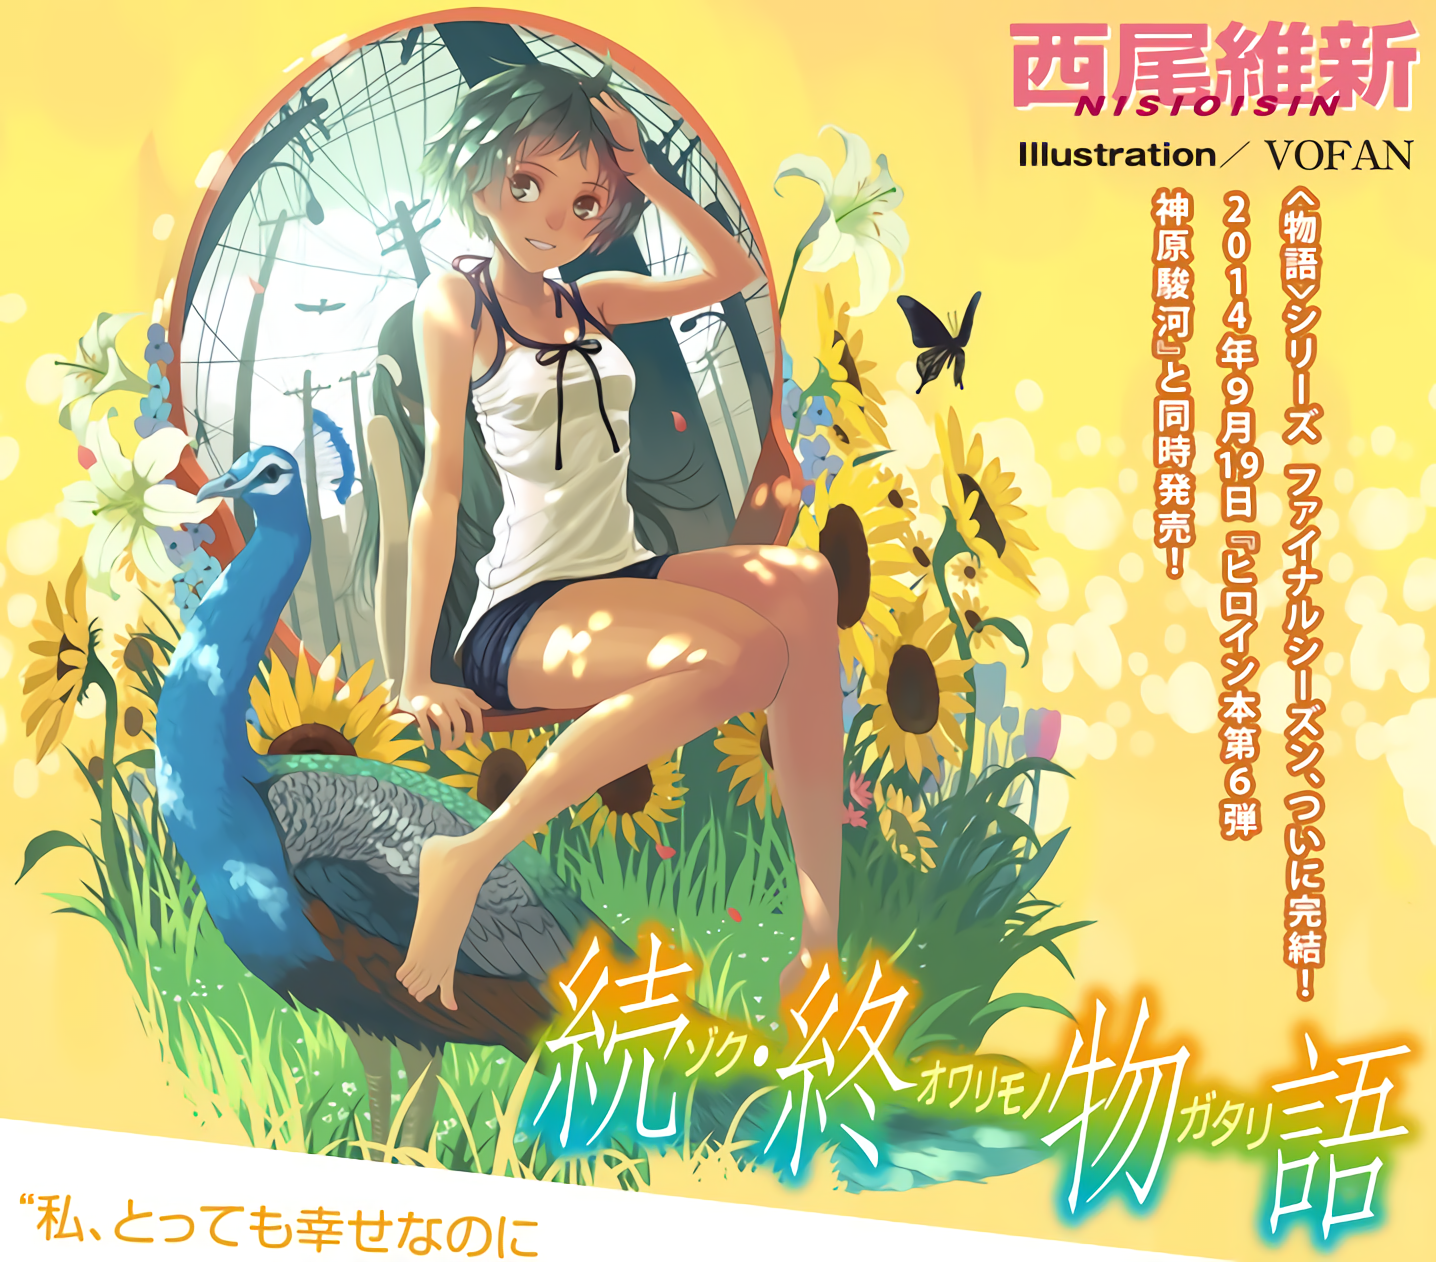 西尾維新
NISIOISIN
Illustration／VOFAN
〈物語〉シリーズ ファイナルシーズン、ついに完結！
2014年9月19日『ヒロイン本第6弾
神原駿河』と同時発売！
続・終物語
ゾク オワリモノガタリ
“私、とっても幸せなのに